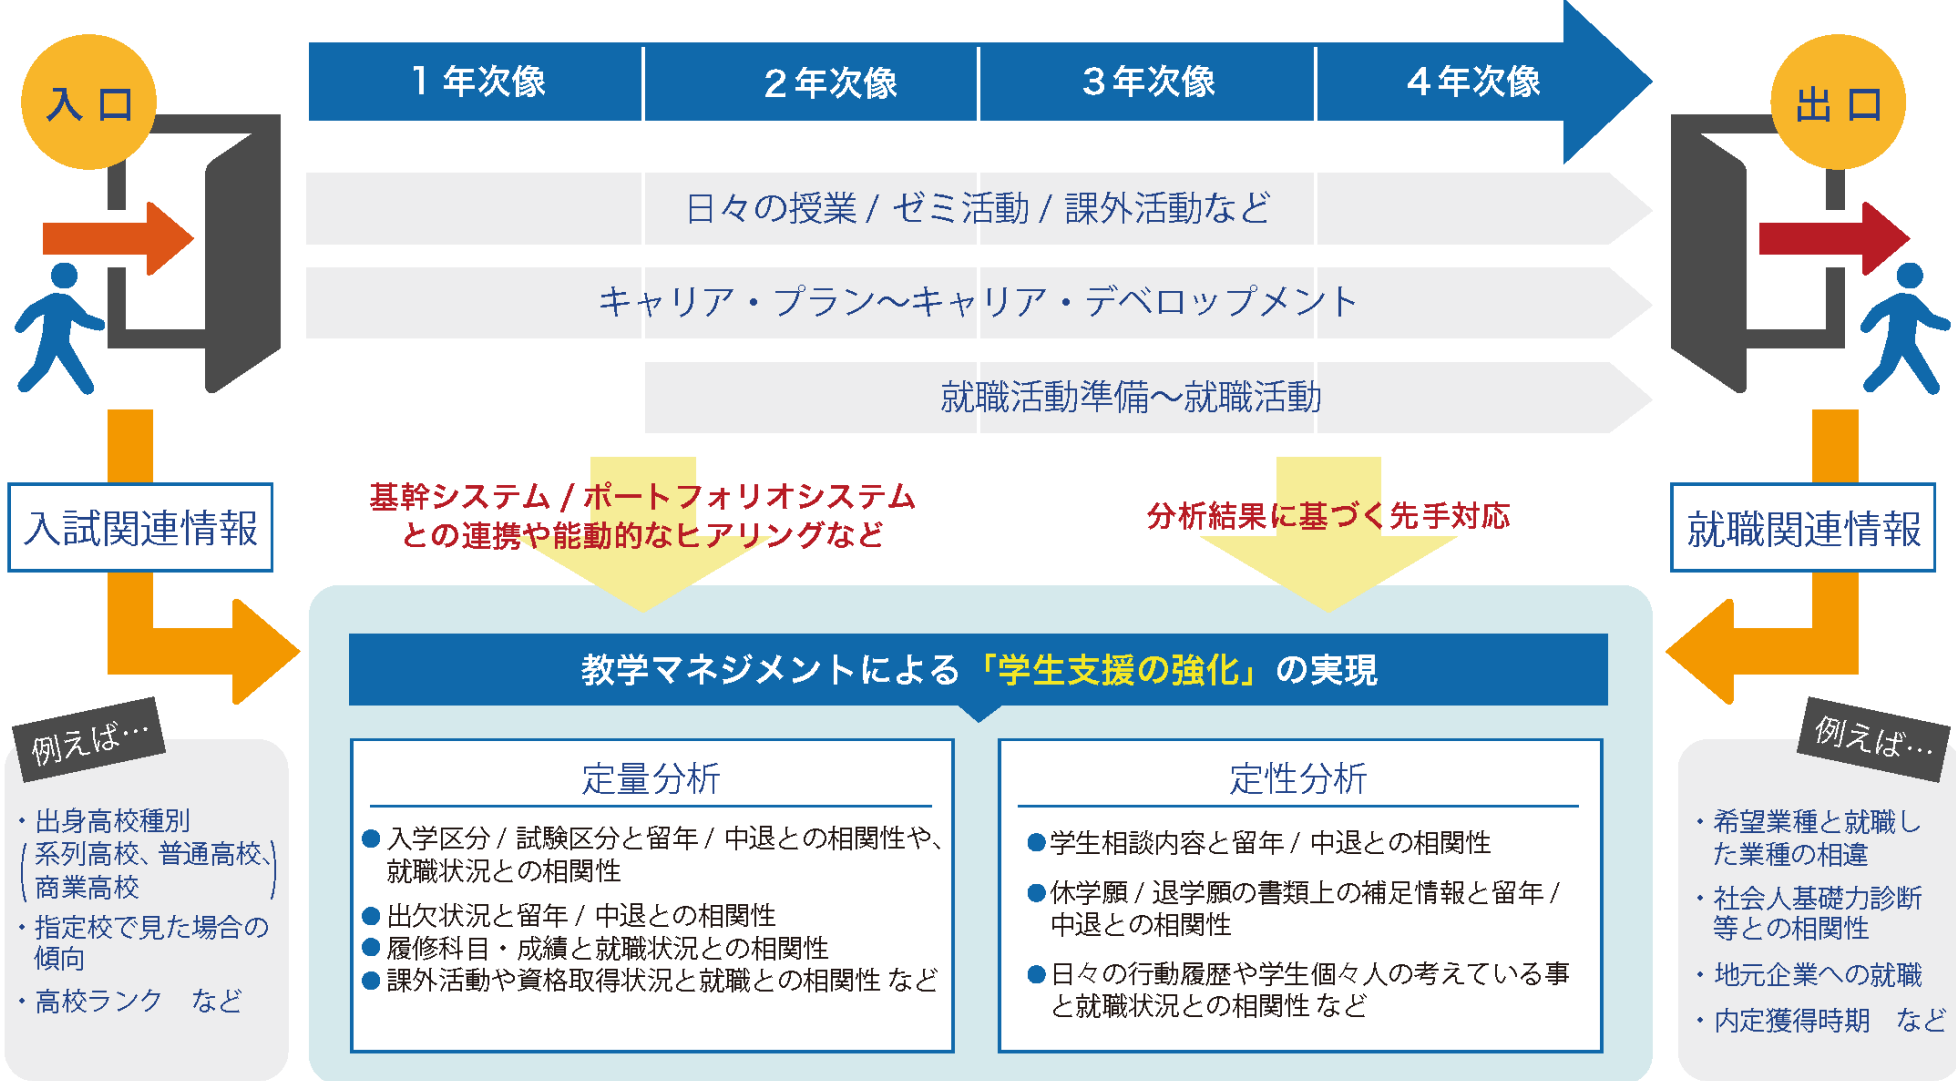 入口
1年次像
2年次像
3年次像
4年次像
出口
日々の授業 / ゼミ活動 / 課外活動など
キャリア・プラン～キャリア・デベロップメント
就職活動準備～就職活動
入試関連情報
基幹システム / ポートフォリオシステム
との連携や能動的なヒアリングなど
分析結果に基づく先手対応
就職関連情報
教学マネジメントによる「学生支援の強化」の実現
例えば…
・出身高校種別
(系列高校、普通高校、
商業高校)
・指定校で見た場合の
傾向
・高校ランク　など
定量分析
●入学区分 / 試験区分と留年 / 中退との相関性や、
就職状況との相関性
●出欠状況と留年 / 中退との相関性
●履修科目・成績と就職状況との相関性
●課外活動や資格取得状況と就職との相関性 など
定性分析
●学生相談内容と留年 / 中退との相関性
●休学願 / 退学願の書類上の補足情報と留年 /
中退との相関性
●日々の行動履歴や学生個々人の考えている事
と就職状況との相関性 など
例えば…
・希望業種と就職し
た業種の相違
・社会人基礎力診断
等との相関性
・地元企業への就職
・内定獲得時期　など